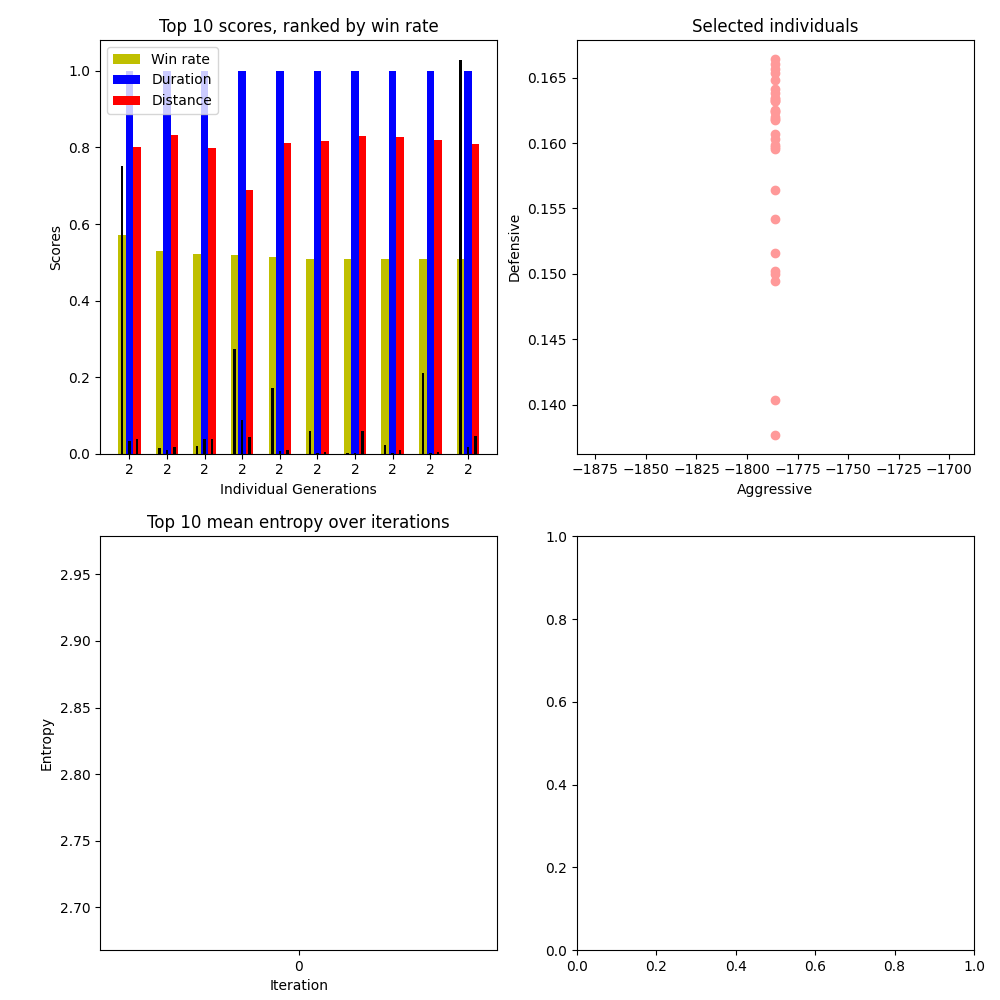 Top 10 scores, ranked by win rate
Win rate
Duration
Distance
1.0
0.8
0.6
0.4
0.2
0.0
Scores
2 2 2 2 2 2 2 2 2 2
Individual Generations
Selected individuals
0.165
0.160
0.155
0.150
0.145
0.140
Defensive
−1875 −1850 −1825 −1800 −1775 −1750 −1725 −1700
Aggressive
Top 10 mean entropy over iterations
2.95
2.90
2.85
2.80
2.75
2.70
Entropy
0
Iteration
1.0
0.8
0.6
0.4
0.2
0.0
0.0 0.2 0.4 0.6 0.8 1.0